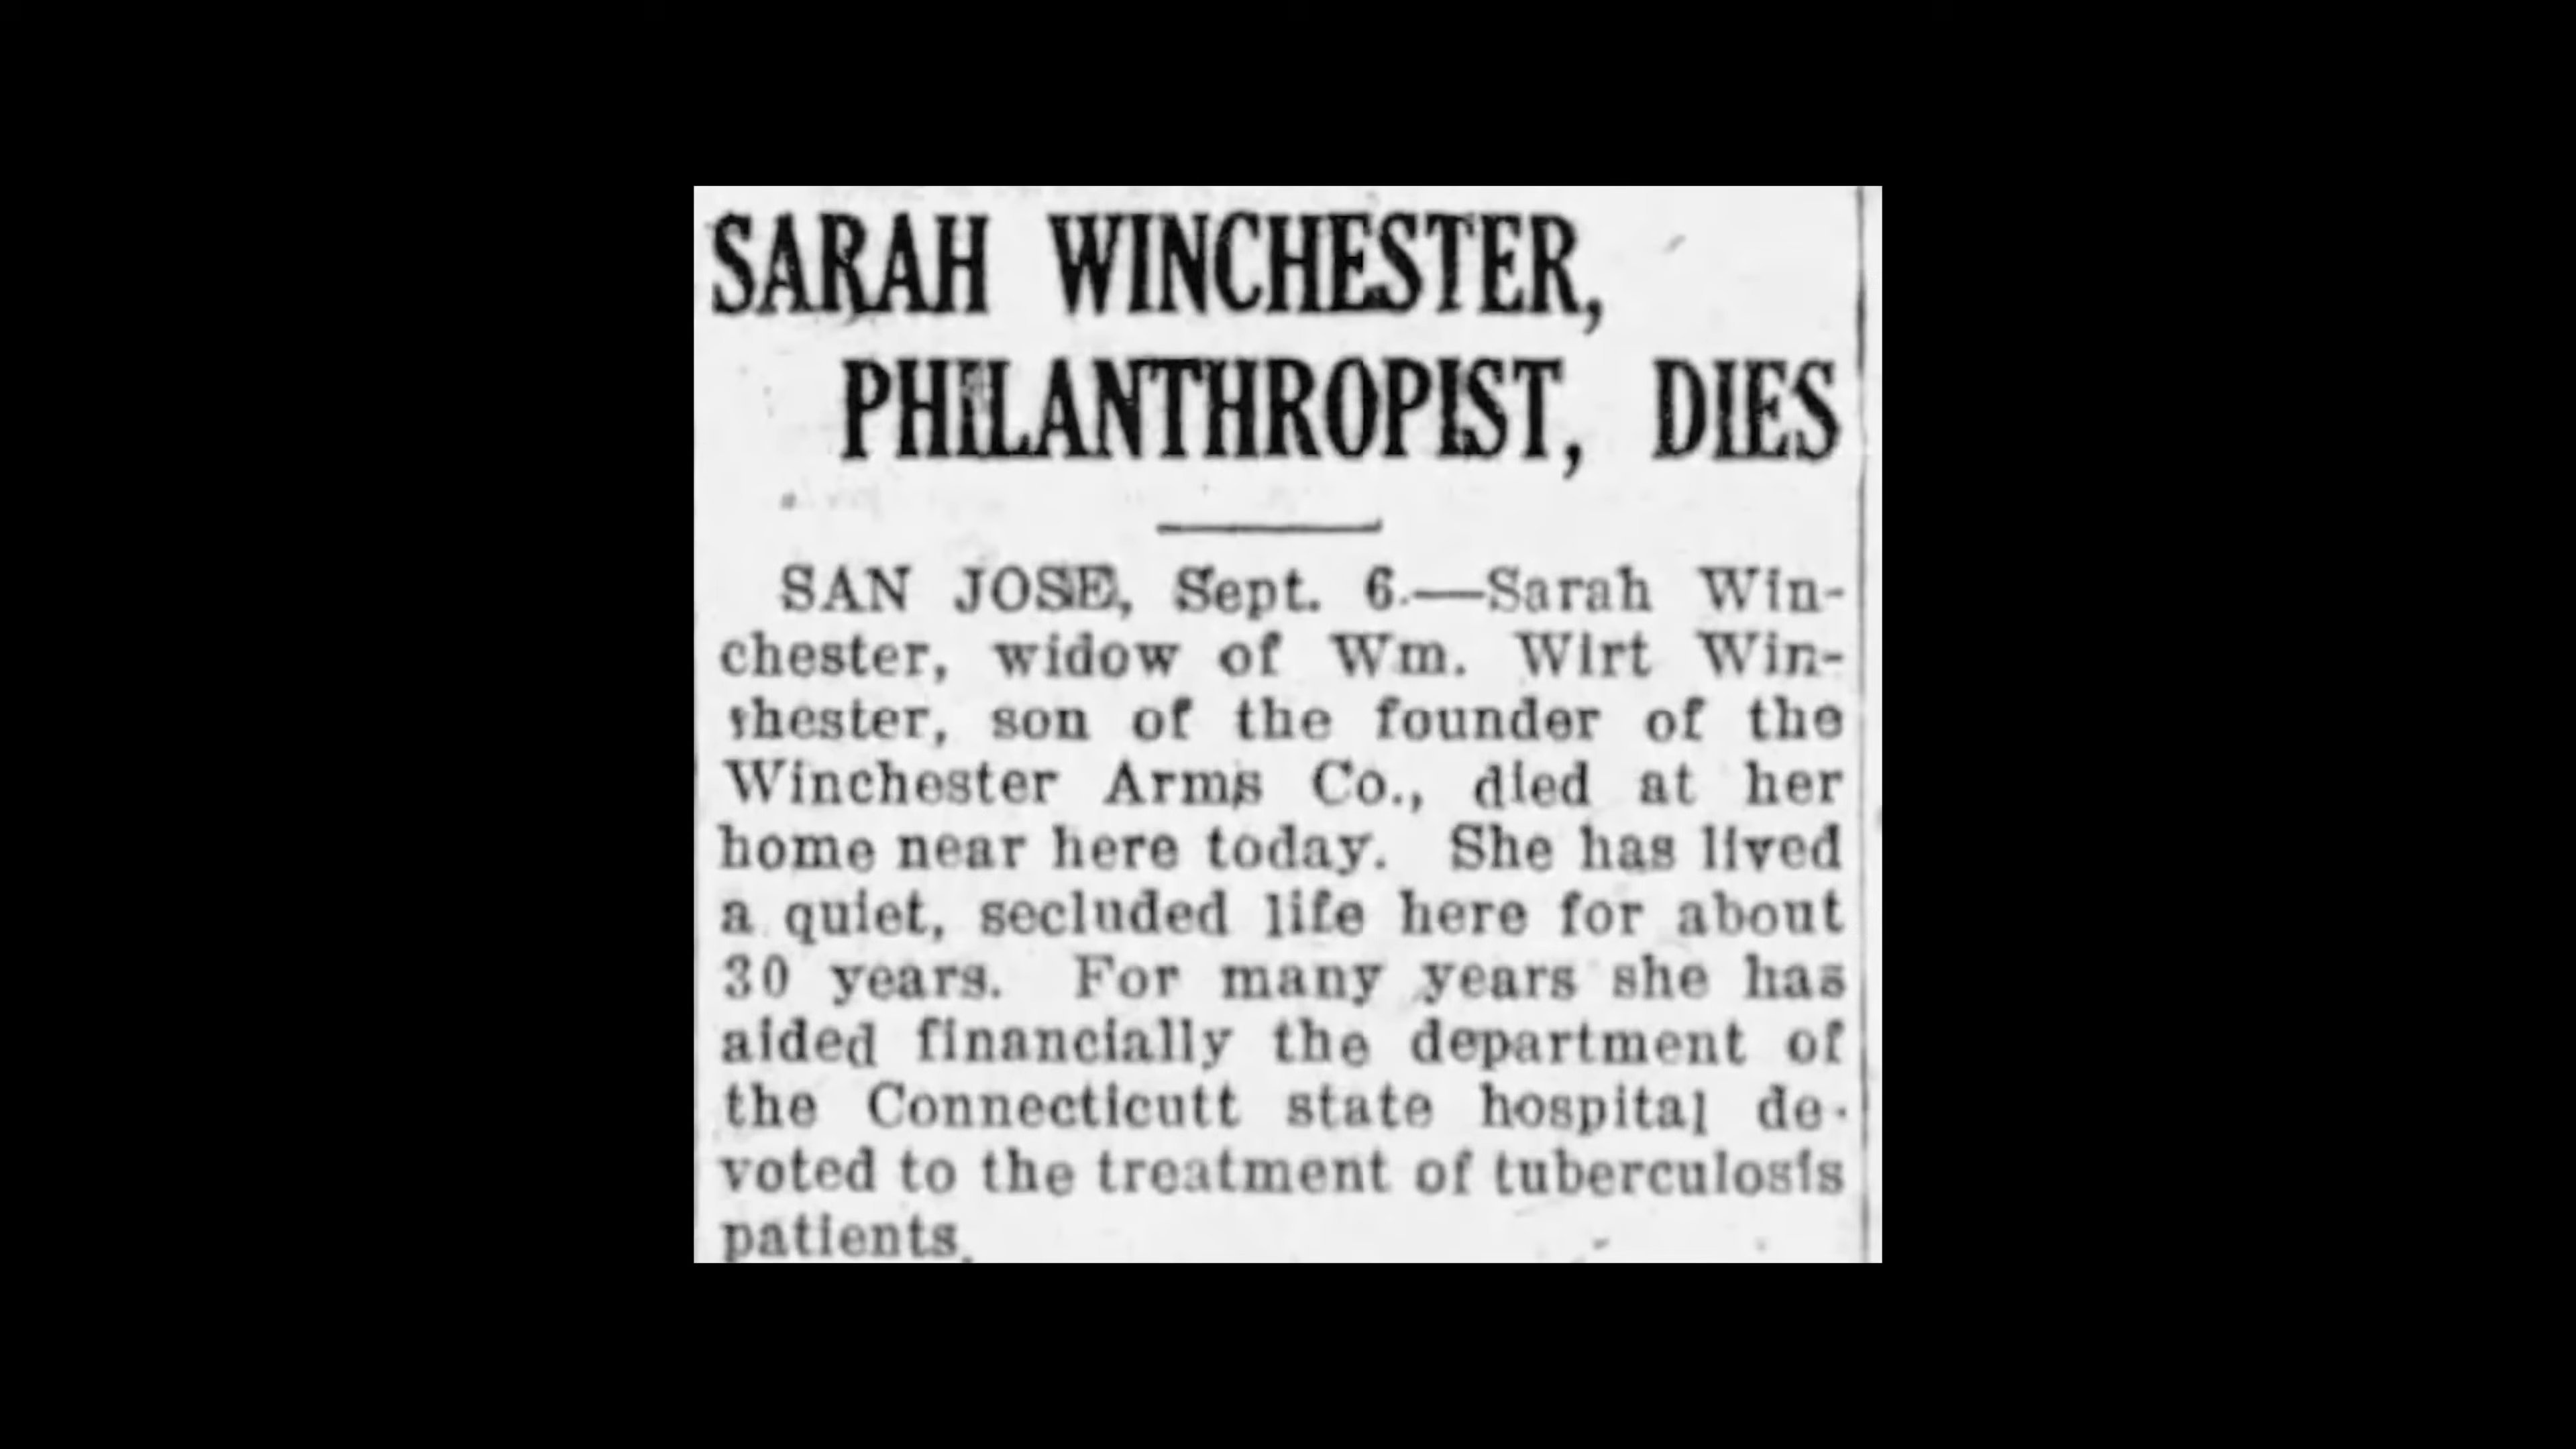 SARAH WINCHESTER,
PHILANTHROPIST, DIES
SAN JOSE, Sept. 6.—Sarah Win-
chester, widow of Wm. Wirt Win-
chester, son of the founder of the
Winchester Arms Co., died at her
home near here today. She has lived
a quiet, secluded life here for about
30 years. For many years she has
aided financially the department of
the Connecticutt state hospital de-
voted to the treatment of tuberculosis
patients.